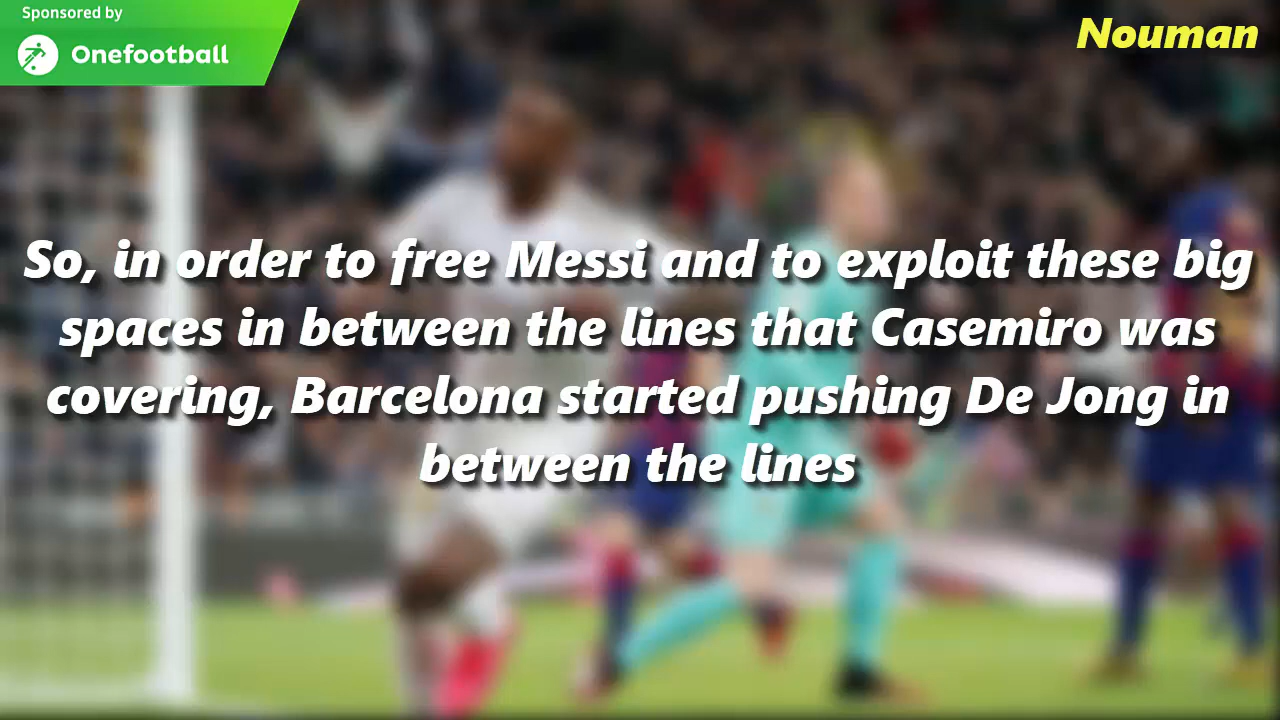 Sponsored by
Onefootball
Nouman
So, in order to free Messi and to exploit these big
spaces in between the lines that Casemiro was
covering, Barcelona started pushing De Jong in
between the lines